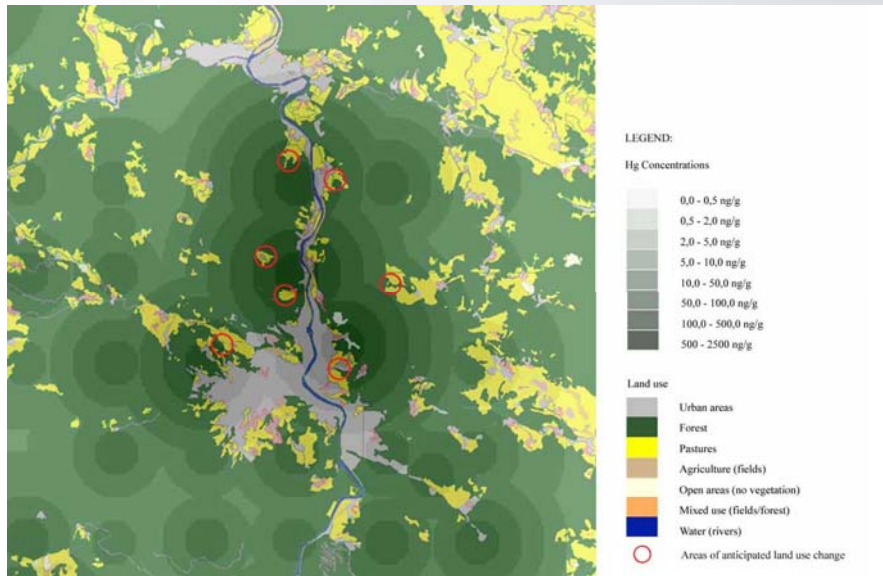 LEGEND:
Hg Concentrations
0,0 - 0,5 ng/g
0,5 - 2,0 ng/g
2,0 - 5,0 ng/g
5,0 - 10,0 ng/g
10,0 - 50,0 ng/g
50,0 - 100,0 ng/g
100,0 - 500,0 ng/g
500 - 2500 ng/g
Land use
Urban areas
Forest
Pastures
Agriculture (fields)
Open areas (no vegetation)
Mixed use (fields/forest)
Water (rivers)
Areas of anticipated land use change